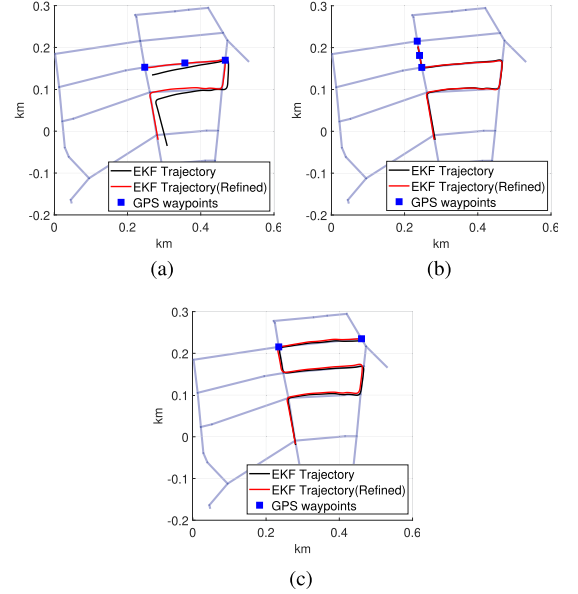 0.3
0.2
0.1
0
-0.1
-0.2
km
0 0.2 0.4 0.6
km
EKF Trajectory
EKF Trajectory(Refined)
GPS waypoints
(a)
0.3
0.2
0.1
0
-0.1
-0.2
km
0 0.2 0.4 0.6
km
EKF Trajectory
EKF Trajectory(Refined)
GPS waypoints
(b)
0.3
0.2
0.1
0
-0.1
-0.2
km
0 0.2 0.4 0.6
km
EKF Trajectory
EKF Trajectory(Refined)
GPS waypoints
(c)